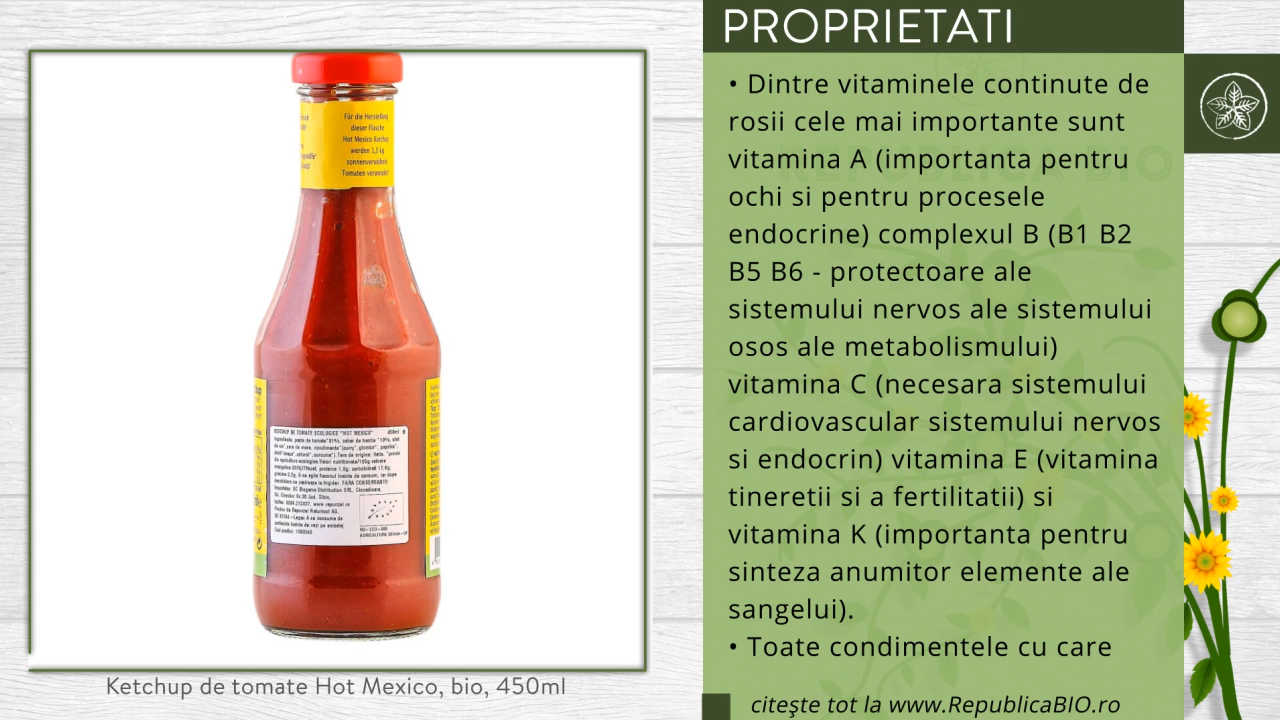 PROPRIETATI
• Dintre vitaminele continute de
rosii cele mai importante sunt
vitamina A (importanta pentru
ochi si pentru procesele
endocrine) complexul B (B1 B2
B5 B6 - protectoare ale
sistemului nervos ale sistemului
osos ale metabolismului)
vitamina C (necesara sistemului
cardiovascular sistemului nervos
si endocrin) vitamina E (vitamina
tineretii si a fertilitatii) si
vitamina K (importanta pentru
sinteza anumitor elemente ale
sangelui).
• Toate condimentele cu care
citeşte tot la www.RepublicaBIO.ro
Für die Herstellung
dieser Flasche
Hot Mexico Ketchup
werden 1,3 kg
sonnenverwöhnte
Tomaten verwendet
KETCHUP DE TOMATE ECOLOGICE "HOT MEXICO" 450ml
Ketchup de tomate Hot Mexico, bio, 450ml